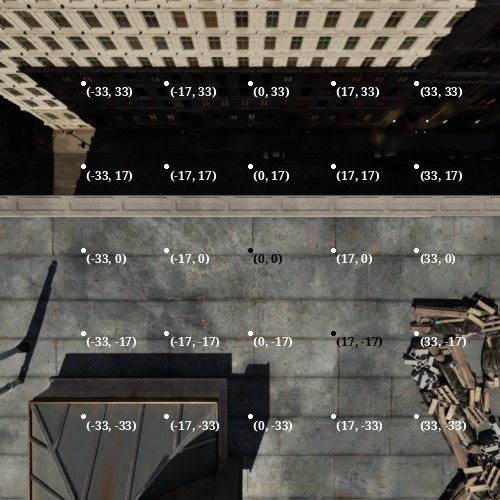 (-33, 33) (-17, 33) (0, 33) (17, 33) (33, 33)
(-33, 17) (-17, 17) (0, 17) (17, 17) (33, 17)
(-33, 0) (-17, 0) (0, 0) (17, 0) (33, 0)
(-33, -17) (-17, -17) (0, -17) (17, -17) (33, -17)
(-33, -33) (-17, -33) (0, -33) (17, -33) (33, -33)